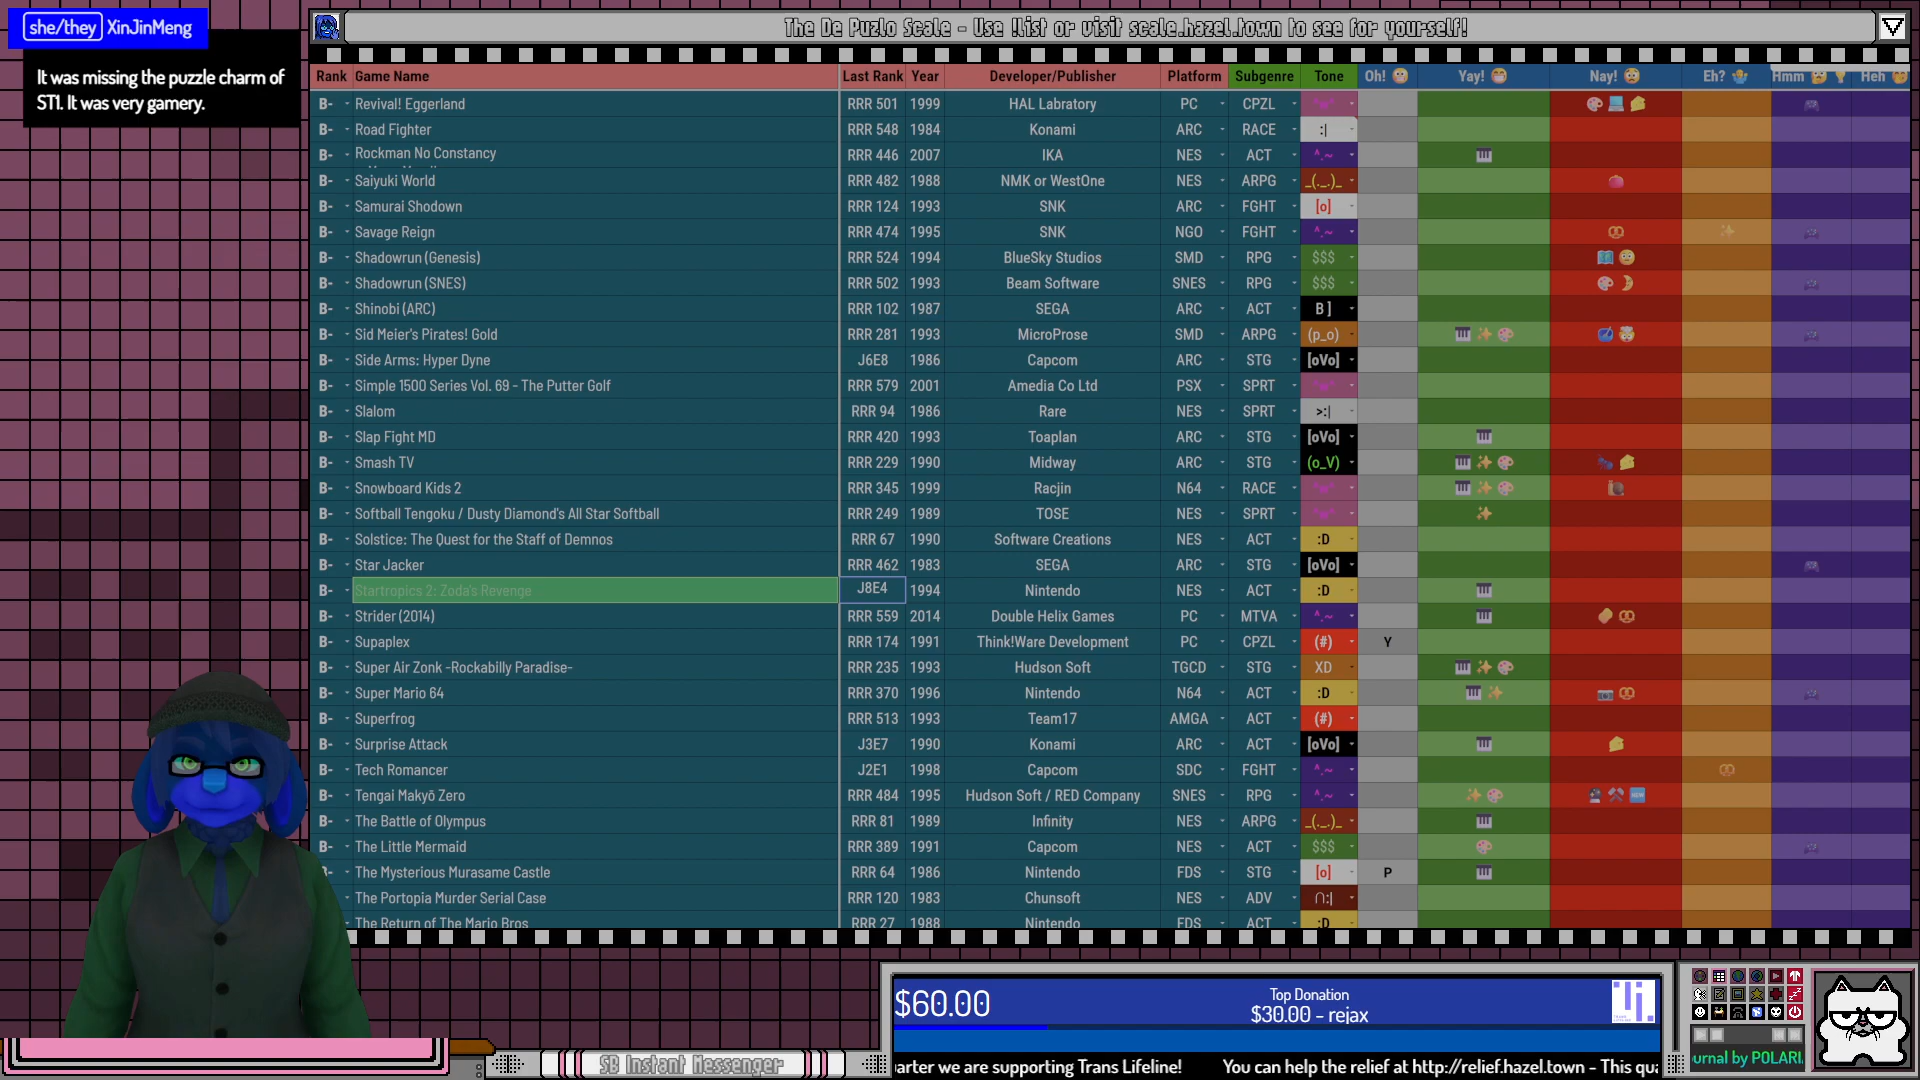 she/they XinJinMeng
It was missing the puzzle charm of
ST1. It was very gamery.
The De Puzlo Scale - Use !list or visit scale.hazel.town to see for yourself!
Rank Game Name Last Rank Year Developer/Publisher Platform Subgenre Tone Oh! Yay! Nay! Eh? Hmm Heh
B- Revival! Eggerland RRR 501 1999 HAL Labratory PC CPZL ^w^
B- Road Fighter RRR 548 1984 Konami ARC RACE :|
B- Rockman No Constancy RRR 446 2007 IKA NES ACT ^.~
B- Saiyuki World RRR 482 1988 NMK or WestOne NES ARPG _(._.)_
B- Samurai Shodown RRR 124 1993 SNK ARC FGHT [o]
B- Savage Reign RRR 474 1995 SNK NGO FGHT ^.~
B- Shadowrun (Genesis) RRR 524 1994 BlueSky Studios SMD RPG $$$
B- Shadowrun (SNES) RRR 502 1993 Beam Software SNES RPG $$$
B- Shinobi (ARC) RRR 102 1987 SEGA ARC ACT B ]
B- Sid Meier's Pirates! Gold RRR 281 1993 MicroProse SMD ARPG (p_o)
B- Side Arms: Hyper Dyne J6E8 1986 Capcom ARC STG [oVo]
B- Simple 1500 Series Vol. 69 - The Putter Golf RRR 579 2001 Amedia Co Ltd PSX SPRT ^w^
B- Slalom RRR 94 1986 Rare NES SPRT >:|
B- Slap Fight MD RRR 420 1993 Toaplan ARC STG [oVo]
B- Smash TV RRR 229 1990 Midway ARC STG (o_V)
B- Snowboard Kids 2 RRR 345 1999 Racjin N64 RACE ^w^
B- Softball Tengoku / Dusty Diamond's All Star Softball RRR 249 1989 TOSE NES SPRT ^w^
B- Solstice: The Quest for the Staff of Demnos RRR 67 1990 Software Creations NES ACT :D
B- Star Jacker RRR 462 1983 SEGA ARC STG [oVo]
B- Startropics 2: Zoda's Revenge J8E4 1994 Nintendo NES ACT :D
B- Strider (2014) RRR 559 2014 Double Helix Games PC MTVA ^.~
B- Supaplex RRR 174 1991 Think!Ware Development PC CPZL (#) Y
B- Super Air Zonk -Rockabilly Paradise- RRR 235 1993 Hudson Soft TGCD STG XD
B- Super Mario 64 RRR 370 1996 Nintendo N64 ACT :D
B- Superfrog RRR 513 1993 Team17 AMGA ACT (#)
B- Surprise Attack J3E7 1990 Konami ARC ACT [oVo]
B- Tech Romancer J2E1 1998 Capcom SDC FGHT ^.~
B- Tengai Makyō Zero RRR 484 1995 Hudson Soft / RED Company SNES RPG ^.~
B- The Battle of Olympus RRR 81 1989 Infinity NES ARPG _(._.)_
B- The Little Mermaid RRR 389 1991 Capcom NES ACT $$$
The Mysterious Murasame Castle RRR 64 1986 Nintendo FDS STG [o] P
The Portopia Murder Serial Case RRR 120 1983 Chunsoft NES ADV ∩:|
The Return of The Mario Bros RRR 27 1988 Nintendo FDS ACT :D
$60.00
Top Donation
$30.00 - rejax
SB Instant Messenger
arter we are supporting Trans Lifeline! You can help the relief at http://relief.hazel.town - This qua
urnal by POLARI